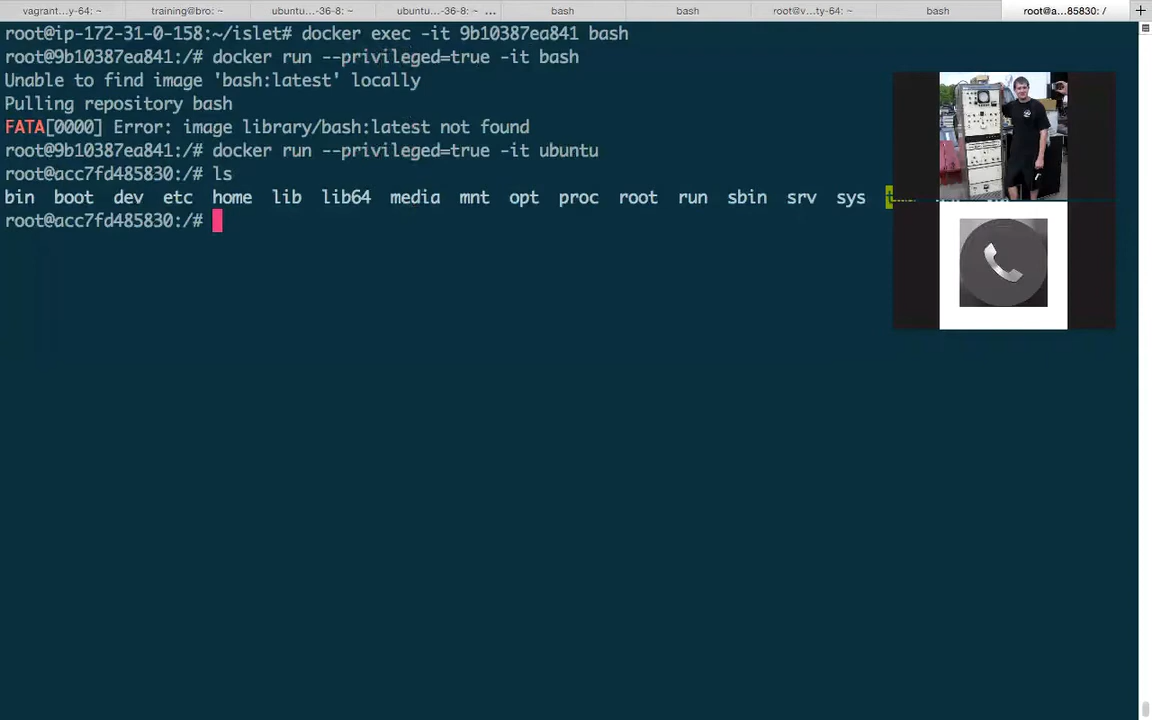 vagrant...y-64: ~
training@bro: ~
ubuntu...-36-8: ~
ubuntu...-36-8: ~ ...
bash
bash
root@v...ty-64: ~
bash
root@a...85830: /
root@ip-172-31-0-158:~/islet# docker exec -it 9b10387ea841 bash
root@9b10387ea841:/# docker run --privileged=true -it bash
Unable to find image 'bash:latest' locally
Pulling repository bash
FATA[0000] Error: image library/bash:latest not found
root@9b10387ea841:/# docker run --privileged=true -it ubuntu
root@acc7fd485830:/# ls
bin boot dev etc home lib lib64 media mnt opt proc root run sbin srv sys
root@acc7fd485830:/#